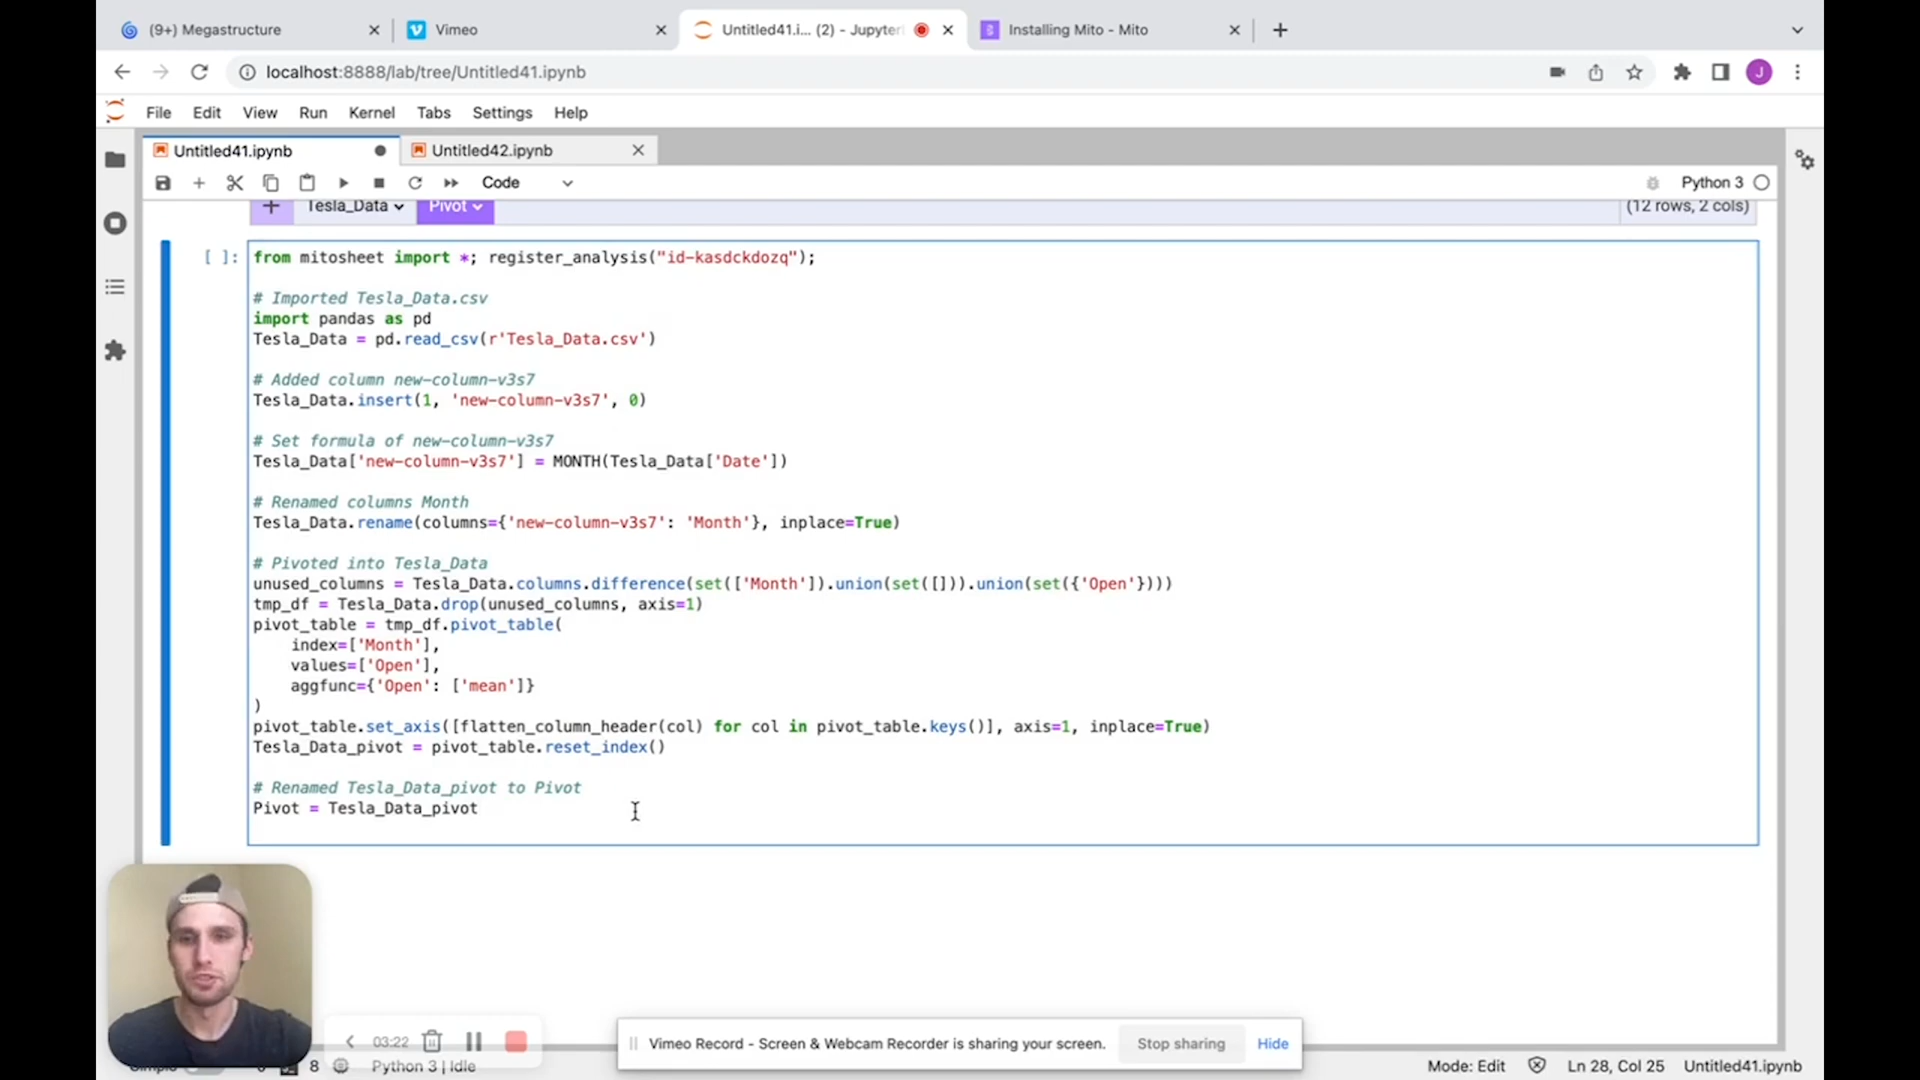 (9+) Megastructure
Vimeo
Untitled41.i... (2) - Jupyter
Installing Mito - Mito
localhost:8888/lab/tree/Untitled41.ipynb
J
File Edit View Run Kernel Tabs Settings Help
Untitled41.ipynb
Untitled42.ipynb
Code
Python 3
+ Tesla_Data Pivot
(12 rows, 2 cols)
[ ]: from mitosheet import *; register_analysis("id-kasdckdozq");
# Imported Tesla_Data.csv
import pandas as pd
Tesla_Data = pd.read_csv(r'Tesla_Data.csv')
# Added column new-column-v3s7
Tesla_Data.insert(1, 'new-column-v3s7', 0)
# Set formula of new-column-v3s7
Tesla_Data['new-column-v3s7'] = MONTH(Tesla_Data['Date'])
# Renamed columns Month
Tesla_Data.rename(columns={'new-column-v3s7': 'Month'}, inplace=True)
# Pivoted into Tesla_Data
unused_columns = Tesla_Data.columns.difference(set(['Month']).union(set([])).union(set({'Open'})))
tmp_df = Tesla_Data.drop(unused_columns, axis=1)
pivot_table = tmp_df.pivot_table(
index=['Month'],
values=['Open'],
aggfunc={'Open': ['mean']}
)
pivot_table.set_axis([flatten_column_header(col) for col in pivot_table.keys()], axis=1, inplace=True)
Tesla_Data_pivot = pivot_table.reset_index()
# Renamed Tesla_Data_pivot to Pivot
Pivot = Tesla_Data_pivot
03:22
Vimeo Record - Screen & Webcam Recorder is sharing your screen.
Stop sharing
Hide
8
Python 3 | Idle
Mode: Edit
Ln 28, Col 25
Untitled41.ipynb